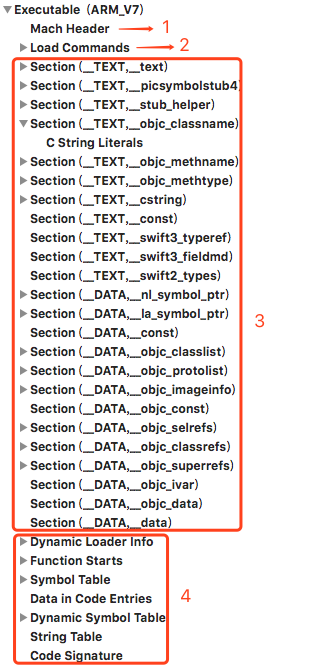 Executable (ARM_V7)
Mach Header 1
Load Commands 2
Section (__TEXT,__text)
Section (__TEXT,__picsymbolstub4)
Section (__TEXT,__stub_helper)
Section (__TEXT,__objc_classname)
C String Literals
Section (__TEXT,__objc_methname)
Section (__TEXT,__objc_methtype)
Section (__TEXT,__cstring)
Section (__TEXT,__const)
Section (__TEXT,__swift3_typeref)
Section (__TEXT,__swift3_fieldmd)
Section (__TEXT,__swift2_types)
Section (__DATA,__nl_symbol_ptr)
Section (__DATA,__la_symbol_ptr)
3
Section (__DATA,__const)
Section (__DATA,__objc_classlist)
Section (__DATA,__objc_protolist)
Section (__DATA,__objc_imageinfo)
Section (__DATA,__objc_const)
Section (__DATA,__objc_selrefs)
Section (__DATA,__objc_classrefs)
Section (__DATA,__objc_superrefs)
Section (__DATA,__objc_ivar)
Section (__DATA,__objc_data)
Section (__DATA,__data)
Dynamic Loader Info
Function Starts
Symbol Table
Data in Code Entries 4
Dynamic Symbol Table
String Table
Code Signature